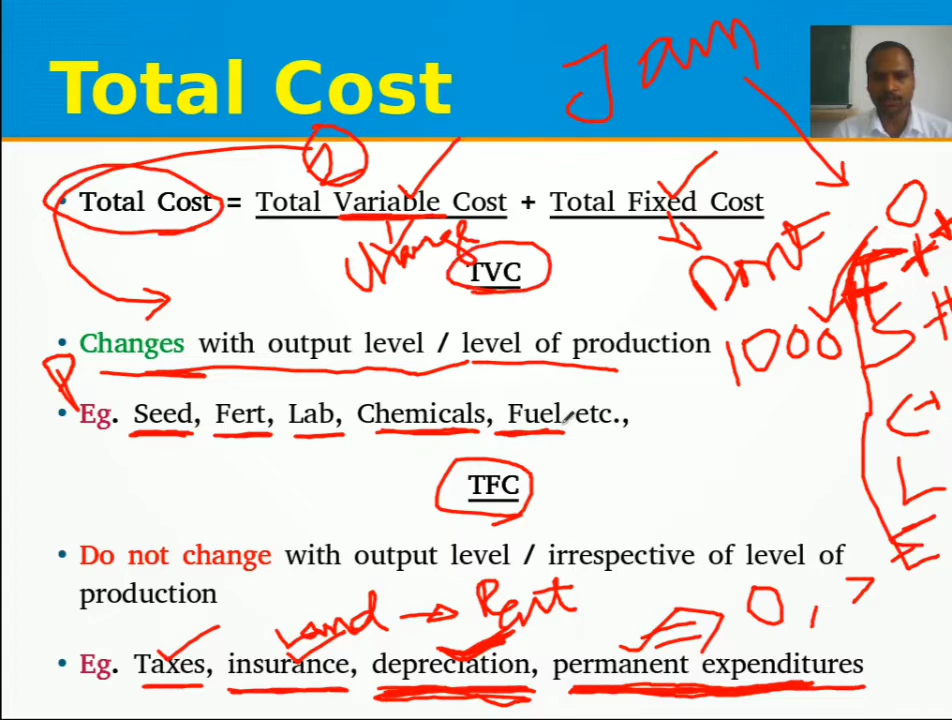 Total Cost
Jam
• Total Cost = Total Variable Cost + Total Fixed Cost
TVC
• Changes with output level / level of production
1000
• Eg. Seed, Fert, Lab, Chemicals, Fuel etc.,
TFC
• Do not change with output level / irrespective of level of
production
Land → Rent
• Eg. Taxes, insurance, depreciation, permanent expenditures